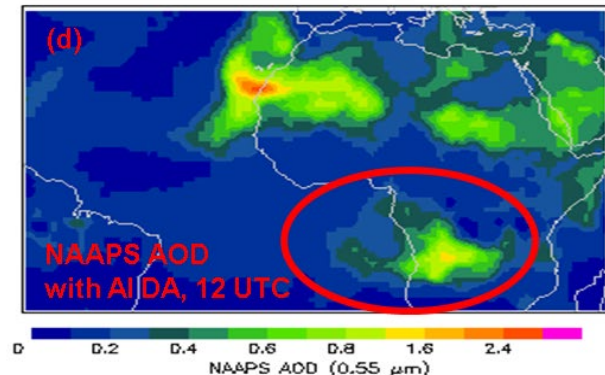 (d)
NAAPS AOD
with AI DA, 12 UTC
0 0.2 0.4 0.6 0.8 1.6 2.4
NAAPS AOD (0.55 μm)